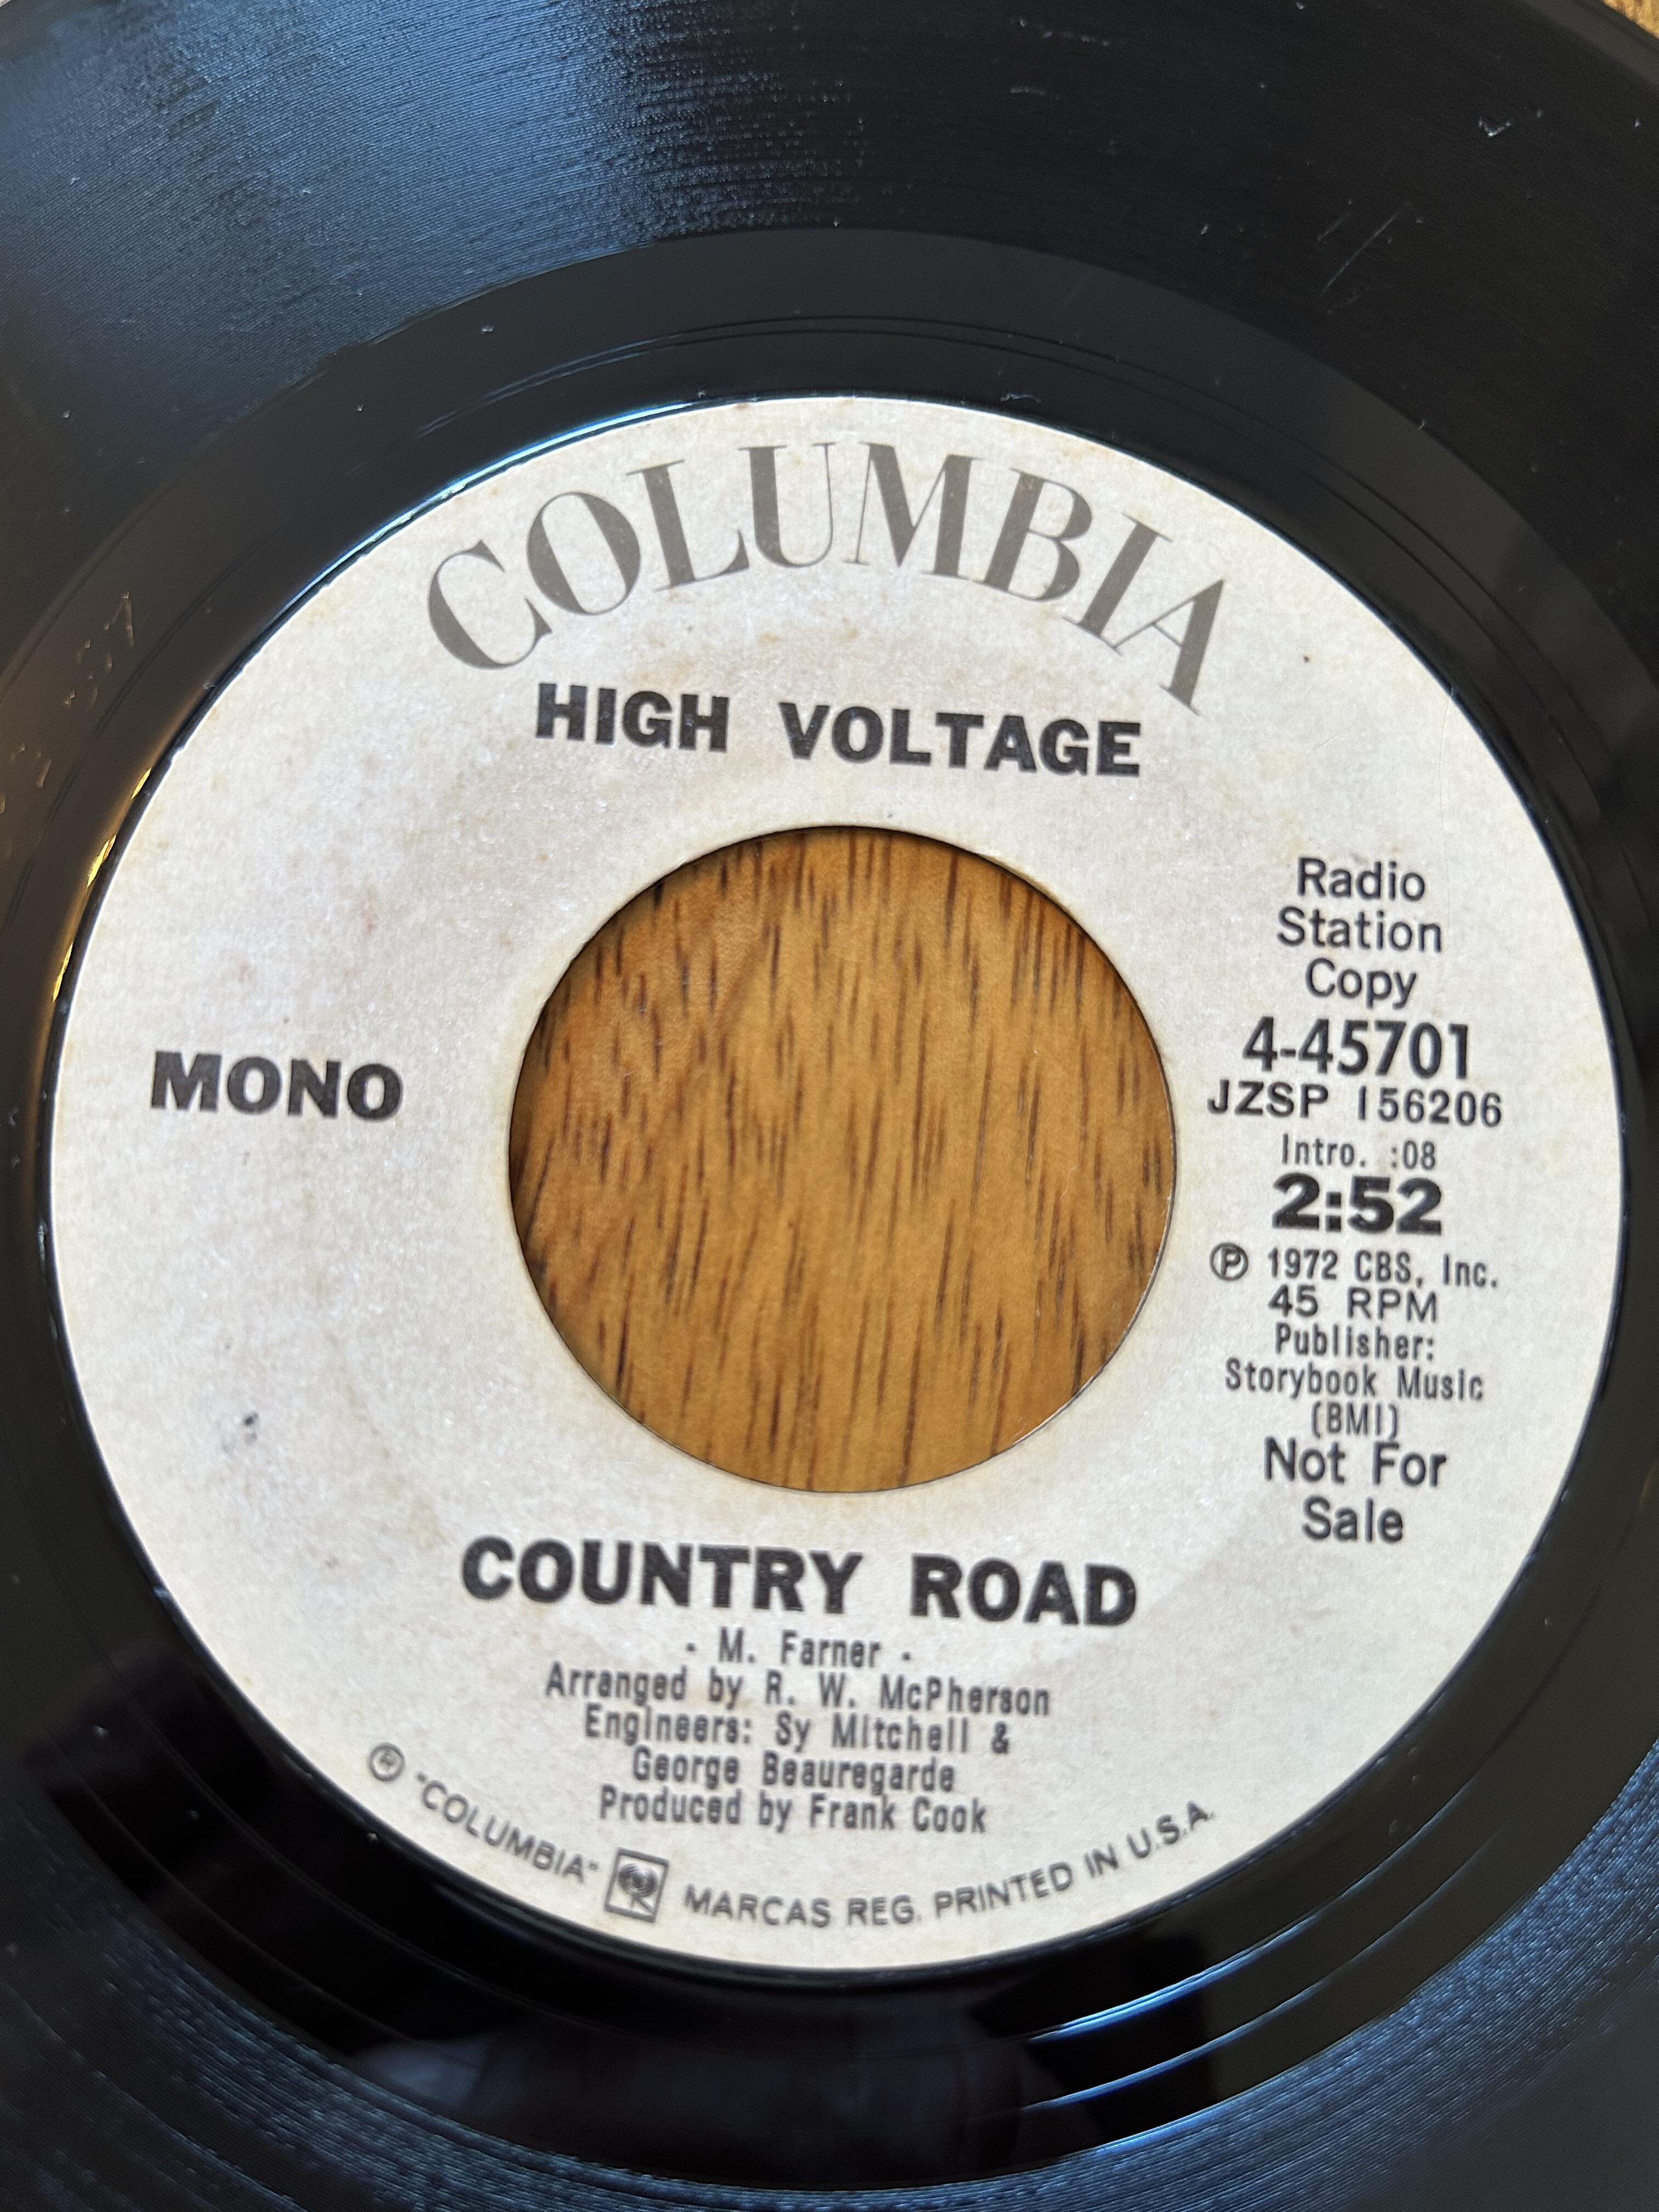 COLUMBIA
HIGH VOLTAGE
MONO
Radio
Station
Copy
4-45701
JZSP 156206
Intro. :08
2:52
℗ 1972 CBS, Inc.
45 RPM
Publisher:
Storybook Music
(BMI)
Not For
Sale
COUNTRY ROAD
- M. Farner -
Arranged by R. W. McPherson
Engineers: Sy Mitchell &
George Beauregarde
Produced by Frank Cook
® "COLUMBIA" MARCAS REG. PRINTED IN U.S.A.